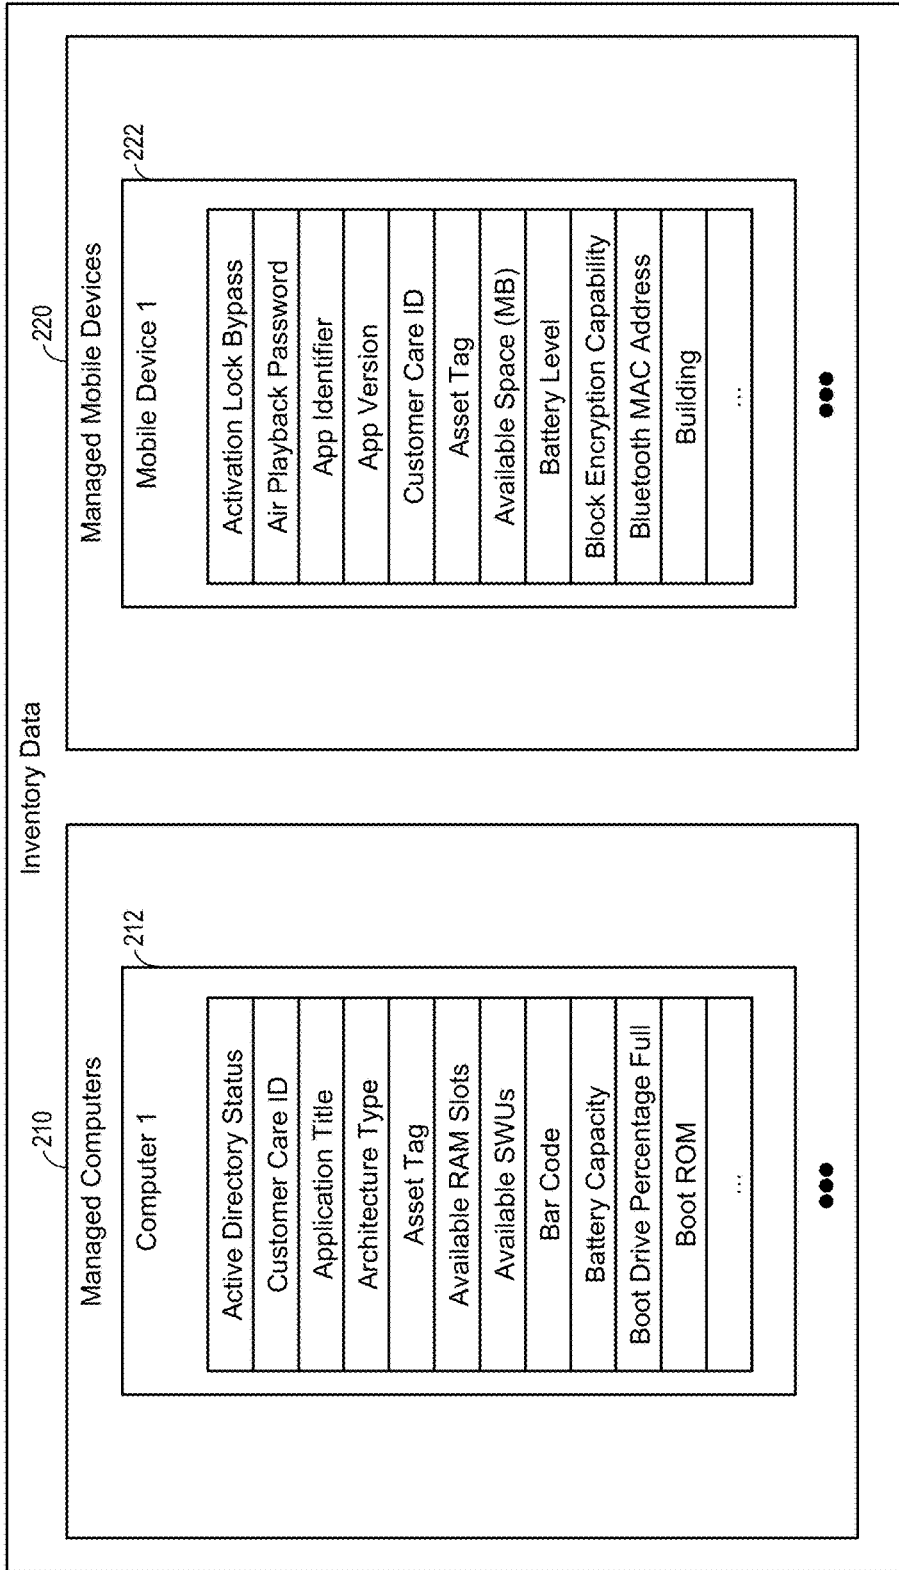 Inventory Data
210
Managed Computers
212
Computer 1
Active Directory Status
Customer Care ID
Application Title
Architecture Type
Asset Tag
Available RAM Slots
Available SWUs
Bar Code
Battery Capacity
Boot Drive Percentage Full
Boot ROM
...
220
Managed Mobile Devices
222
Mobile Device 1
Activation Lock Bypass
Air Playback Password
App Identifier
App Version
Customer Care ID
Asset Tag
Available Space (MB)
Battery Level
Block Encryption Capability
Bluetooth MAC Address
Building
...